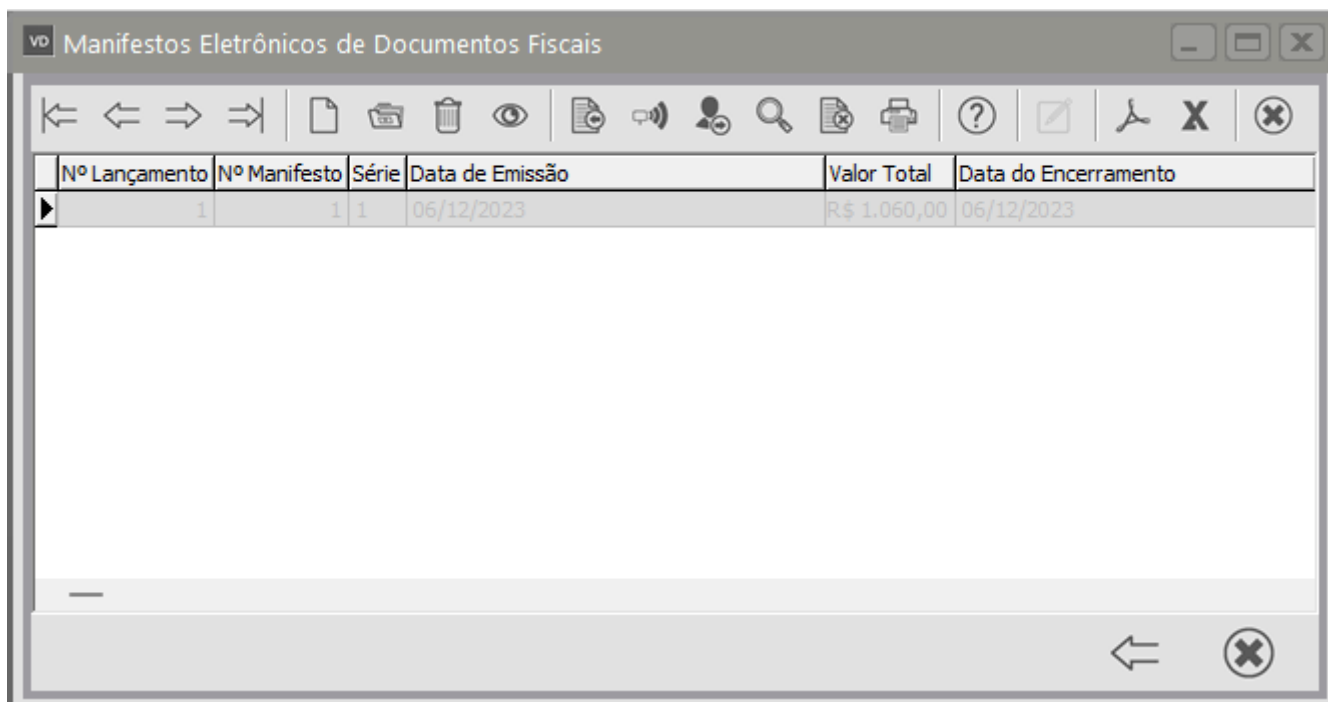 VD Manifestos Eletrônicos de Documentos Fiscais
Nº Lançamento Nº Manifesto Série Data de Emissão Valor Total Data do Encerramento
1 1 1 06/12/2023 R$ 1.060,00 06/12/2023